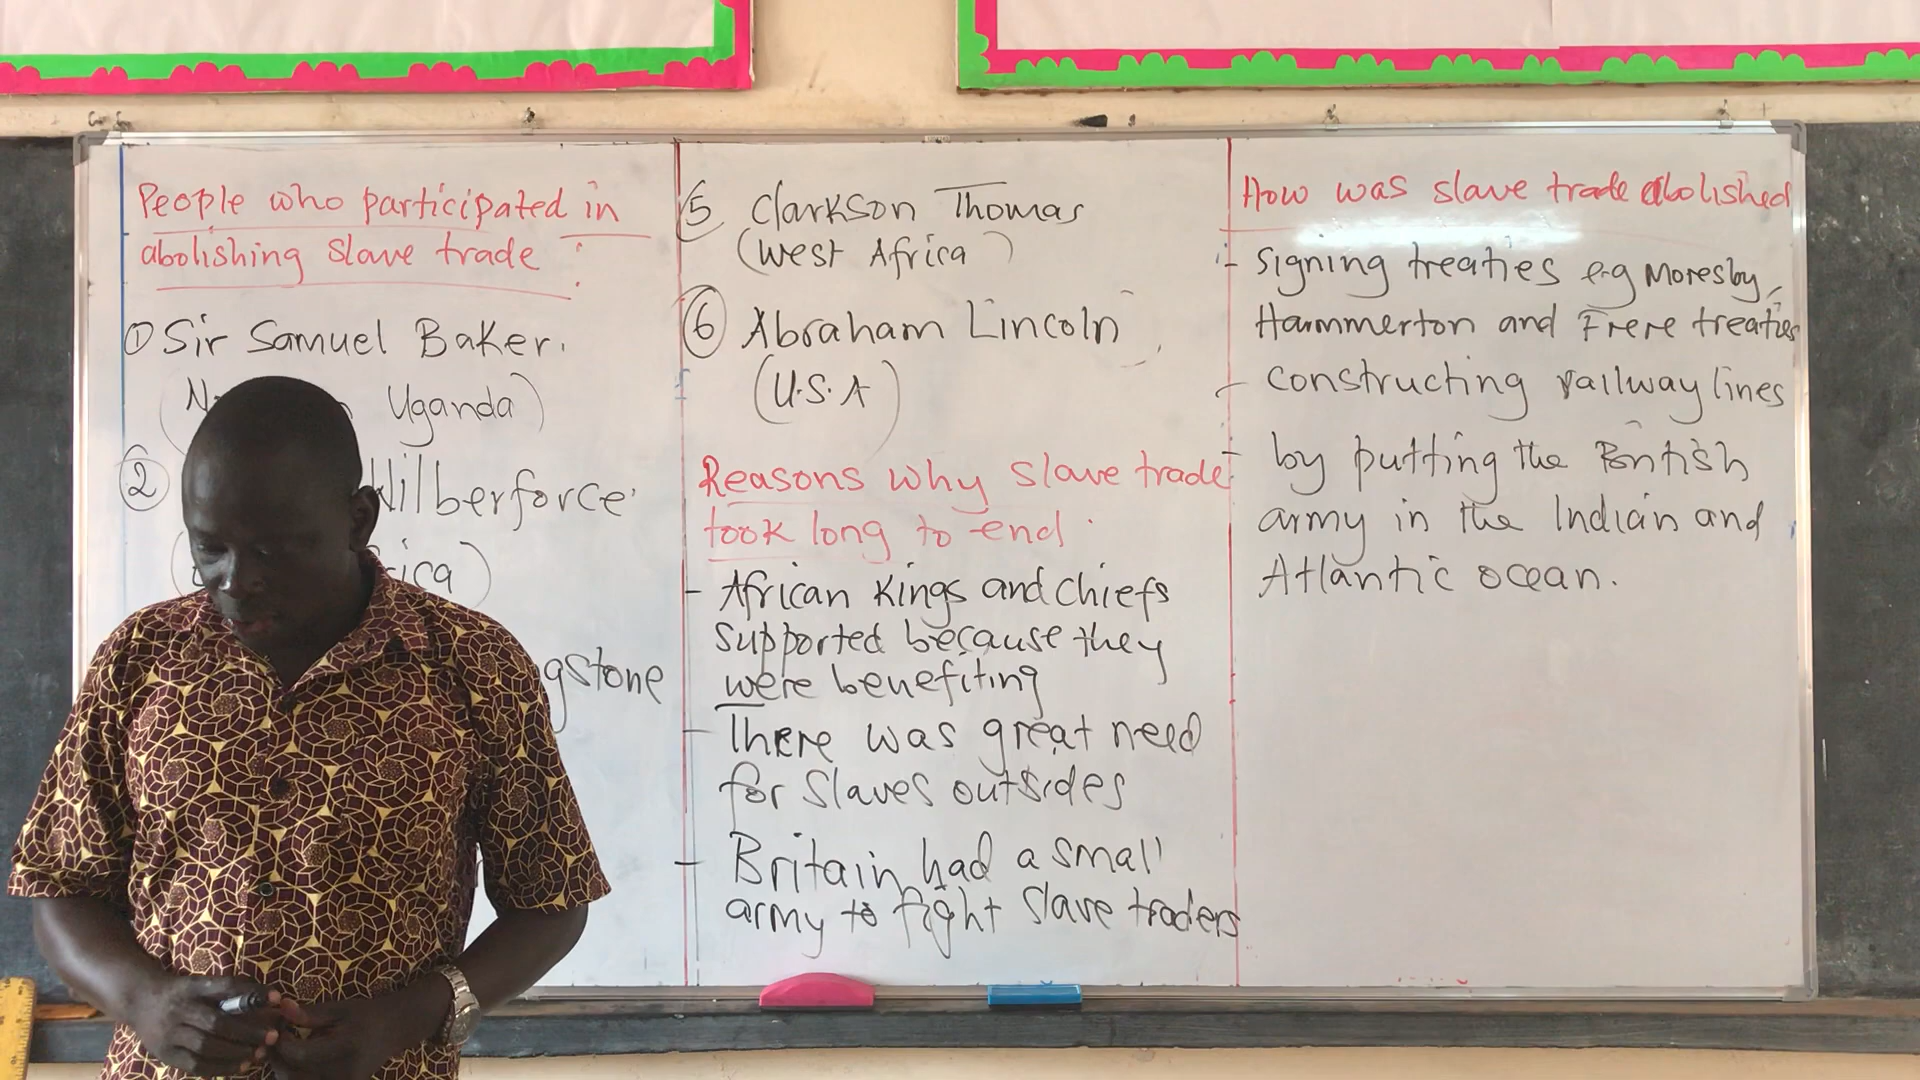 People who participated in
abolishing slave trade :
① Sir Samuel Baker.
Uganda)
② Wilberforce.
gstone
⑤ Clarkson Thomas
(West Africa)
⑥ Abraham Lincoln
(U.S.A)
Reasons why slave trade
took long to end.
- African Kings and chiefs
supported because they
were benefiting
- There was great need
for slaves outsides
- Britain had a small
army to fight slave traders
How was slave trade abolished
- Signing treaties e.g Moresby,
Hammerton and Frere treaties
- constructing railway lines
- by putting the British
army in the Indian and
Atlantic ocean.